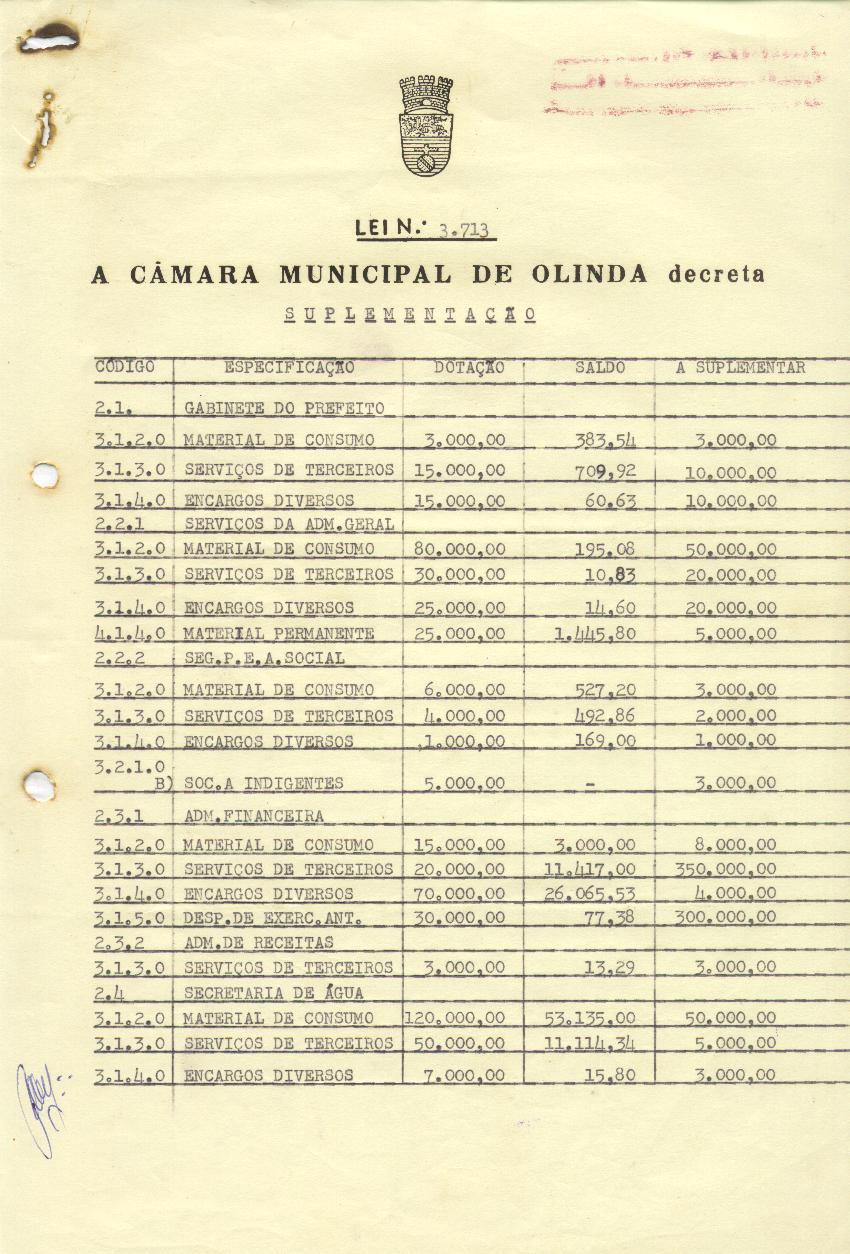 LEI N.º 3.713
A CÂMARA MUNICIPAL DE OLINDA decreta
SUPLEMENTAÇÃO
CÓDIGO ESPECIFICAÇÃO DOTAÇÃO SALDO A SUPLEMENTAR
2.1. GABINETE DO PREFEITO
3.1.2.0 MATERIAL DE CONSUMO 3.000,00 383,54 3.000,00
3.1.3.0 SERVIÇOS DE TERCEIROS 15.000,00 709,92 10.000,00
3.1.4.0 ENCARGOS DIVERSOS 15.000,00 60,63 10.000,00
2.2.1 SERVIÇOS DA ADM.GERAL
3.1.2.0 MATERIAL DE CONSUMO 80.000,00 195,08 50.000,00
3.1.3.0 SERVIÇOS DE TERCEIROS 30.000,00 10,83 20.000,00
3.1.4.0 ENCARGOS DIVERSOS 25.000,00 14,60 20.000,00
4.1.4.0 MATERIAL PERMANENTE 25.000,00 1.445,80 5.000,00
2.2.2 SEG.P.E.A.SOCIAL
3.1.2.0 MATERIAL DE CONSUMO 6.000,00 527,20 3.000,00
3.1.3.0 SERVIÇOS DE TERCEIROS 4.000,00 492,86 2.000,00
3.1.4.0 ENCARGOS DIVERSOS 1.000,00 169,00 1.000,00
3.2.1.0
B) SOC.A INDIGENTES 5.000,00 - 3.000,00
2.3.1 ADM.FINANCEIRA
3.1.2.0 MATERIAL DE CONSUMO 15.000,00 3.000,00 8.000,00
3.1.3.0 SERVIÇOS DE TERCEIROS 20.000,00 11.417,00 350.000,00
3.1.4.0 ENCARGOS DIVERSOS 70.000,00 26.065,53 4.000,00
3.1.5.0 DESP.DE EXERC.ANT. 30.000,00 77,38 300.000,00
2.3.2 ADM.DE RECEITAS
3.1.3.0 SERVIÇOS DE TERCEIROS 3.000,00 13,29 3.000,00
2.4 SECRETARIA DE ÁGUA
3.1.2.0 MATERIAL DE CONSUMO 120.000,00 53.135,00 50.000,00
3.1.3.0 SERVIÇOS DE TERCEIROS 50.000,00 11.114,34 5.000,00
3.1.4.0 ENCARGOS DIVERSOS 7.000,00 15,80 3.000,00